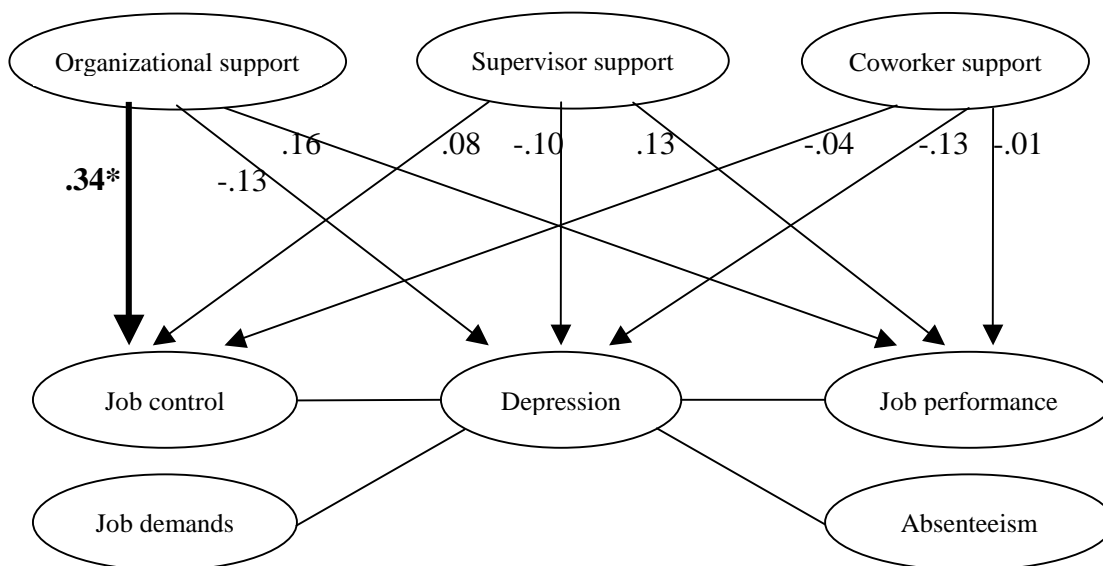 Organizational support
Supervisor support
Coworker support
.34*
-.13
.16
.08
-.10
.13
-.04
-.13
-.01
Job control
Depression
Job performance
Job demands
Absenteeism